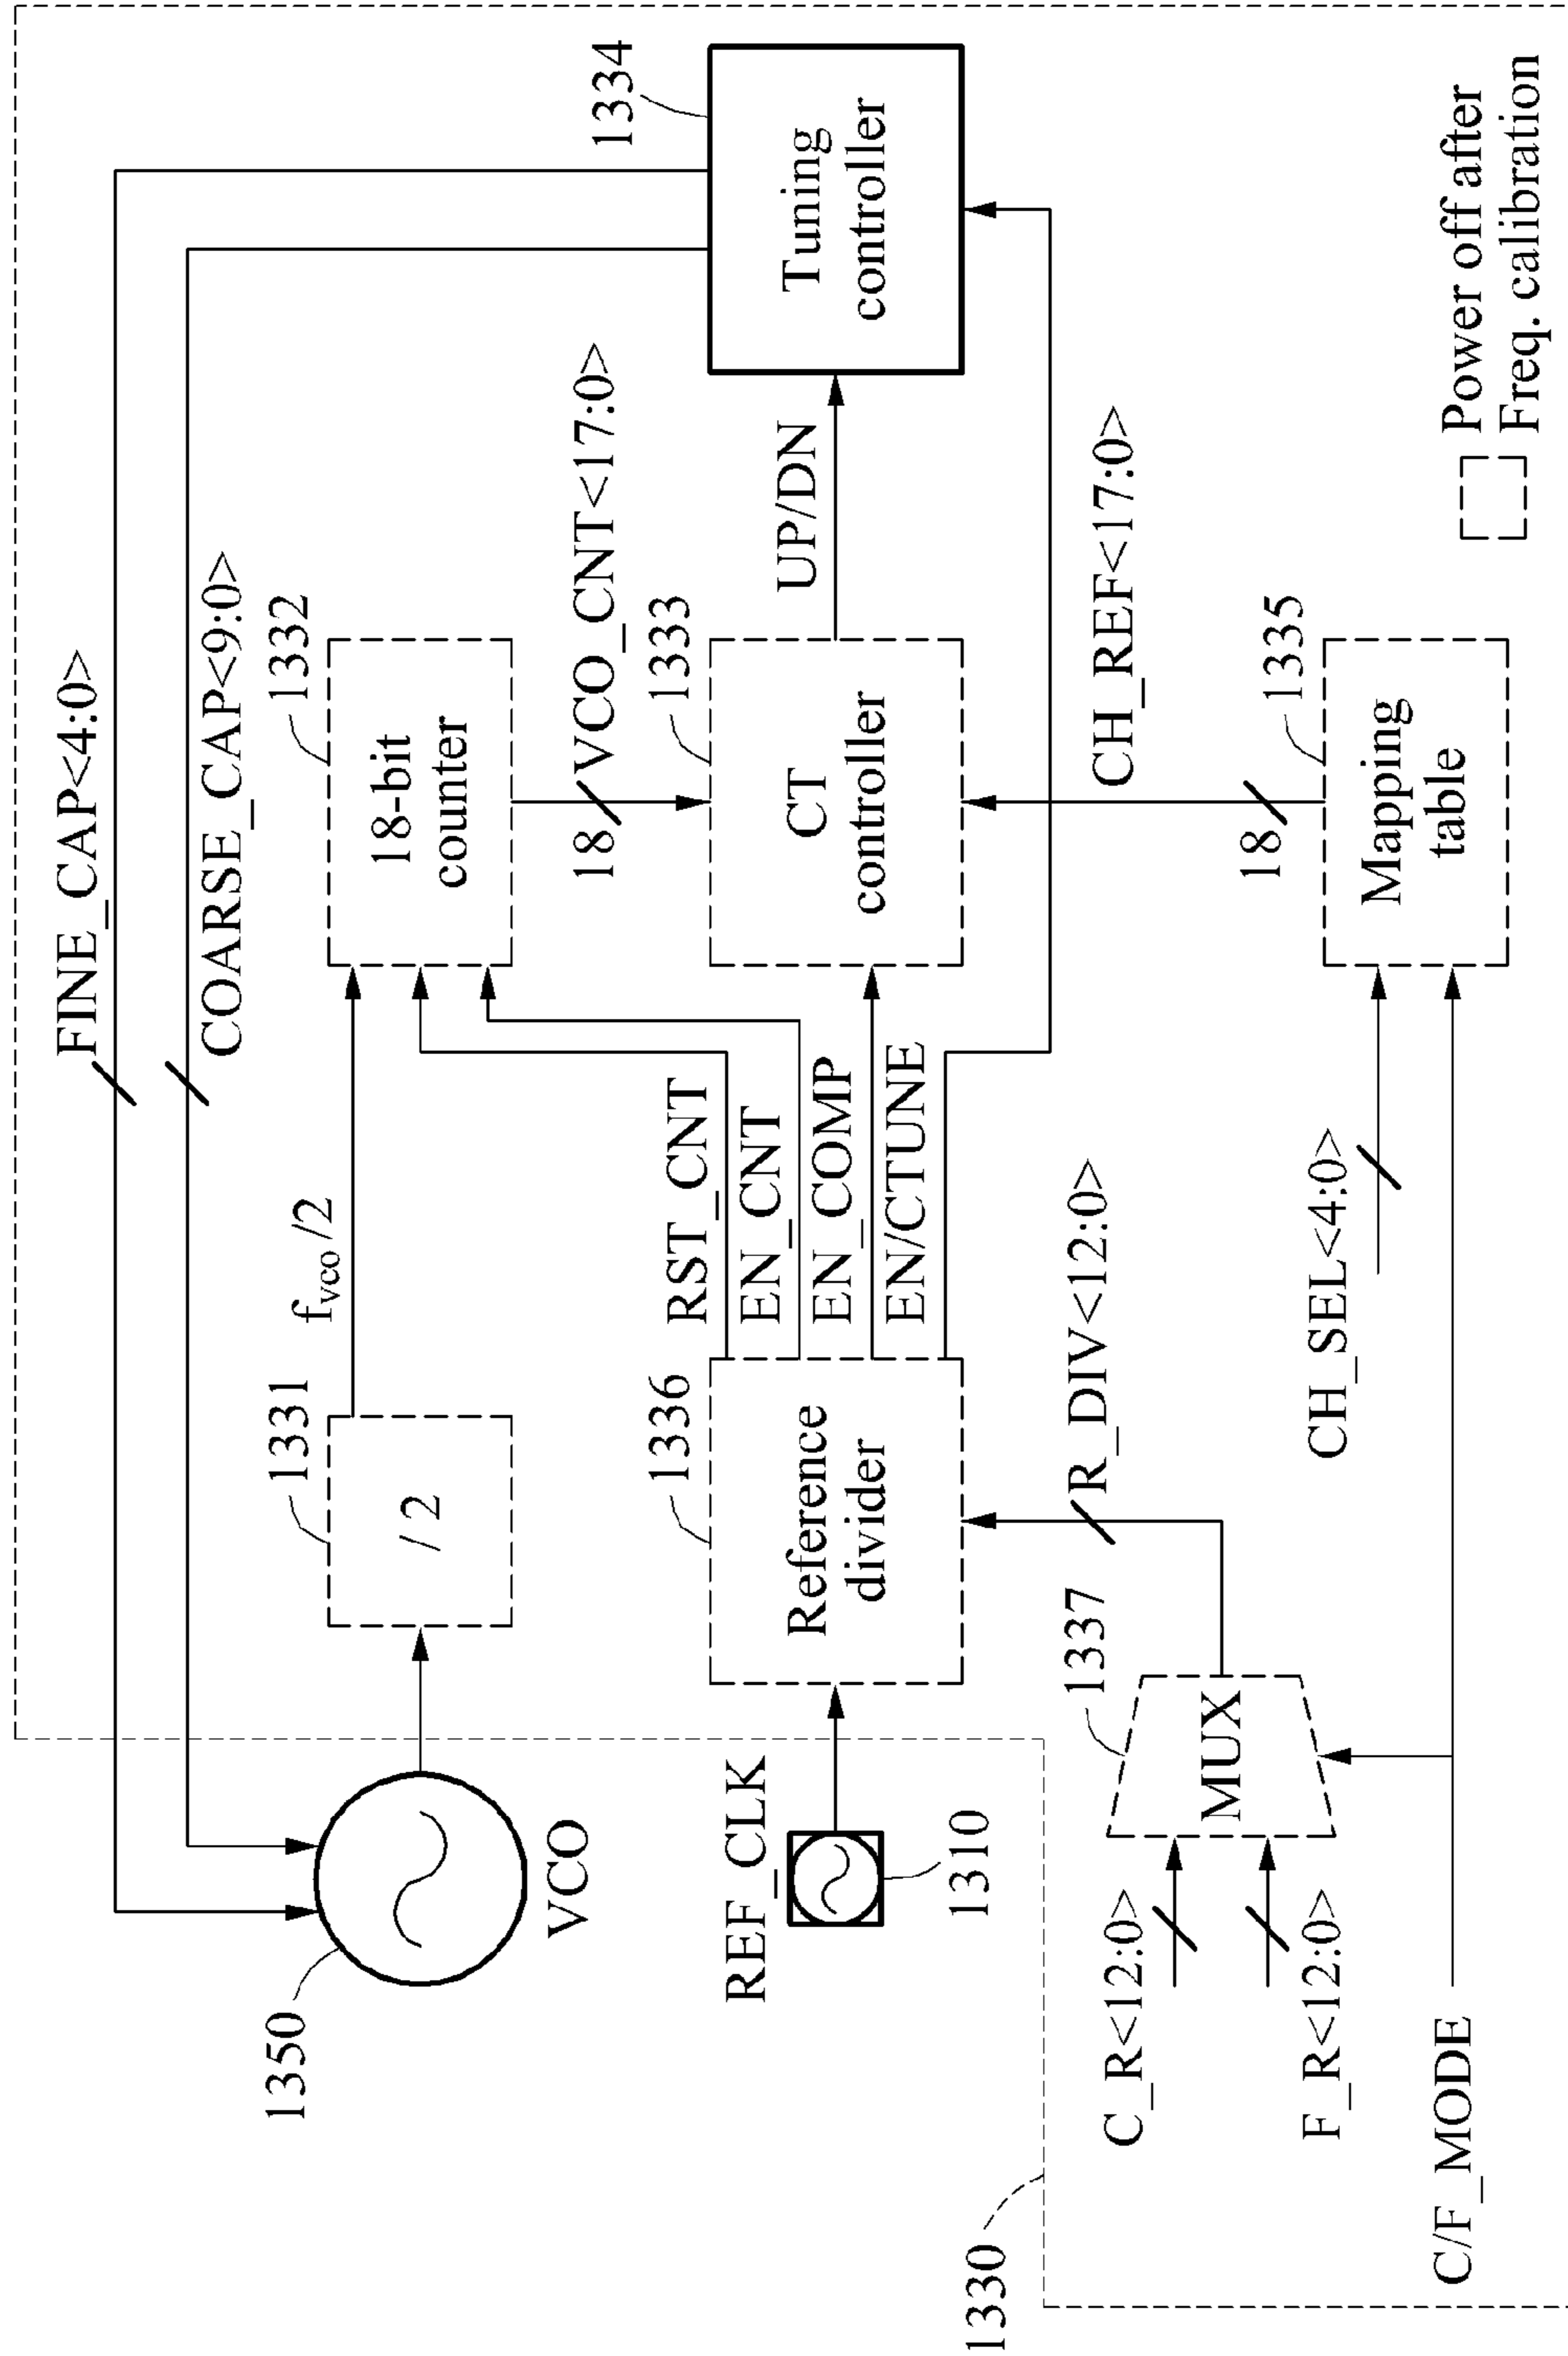 FINE_CAP<4:0>
COARSE_CAP<9:0>
1350
VCO
1331
/ 2
fvco/2
1332
18-bit
counter
18
VCO_CNT<17:0>
REF_CLK
1310
1336
Reference
divider
RST_CNT
EN_CNT
EN_COMP
EN/CTUNE
1333
CT
controller
UP/DN
1334
Tuning
controller
1330
C_R<12:0>
F_R<12:0>
1337
MUX
R_DIV<12:0>
CH_REF<17:0>
18
1335
Mapping
table
CH_SEL<4:0>
C/F_MODE
Power off after
Freq. calibration